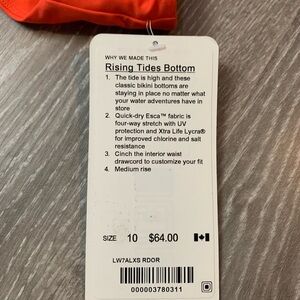 WHY WE MADE THIS
Rising Tides Bottom
1. The tide is high and these
classic bikini bottoms are
staying in place no matter what
your water adventures have in
store
2. Quick-dry Esca™ fabric is
four-way stretch with UV
protection and Xtra Life Lycra®
for improved chlorine and salt
resistance
3. Cinch the interior waist
drawcord to customize your fit
4. Medium rise
SIZE 10 $64.00
LW7ALXS RDOR
000003780311